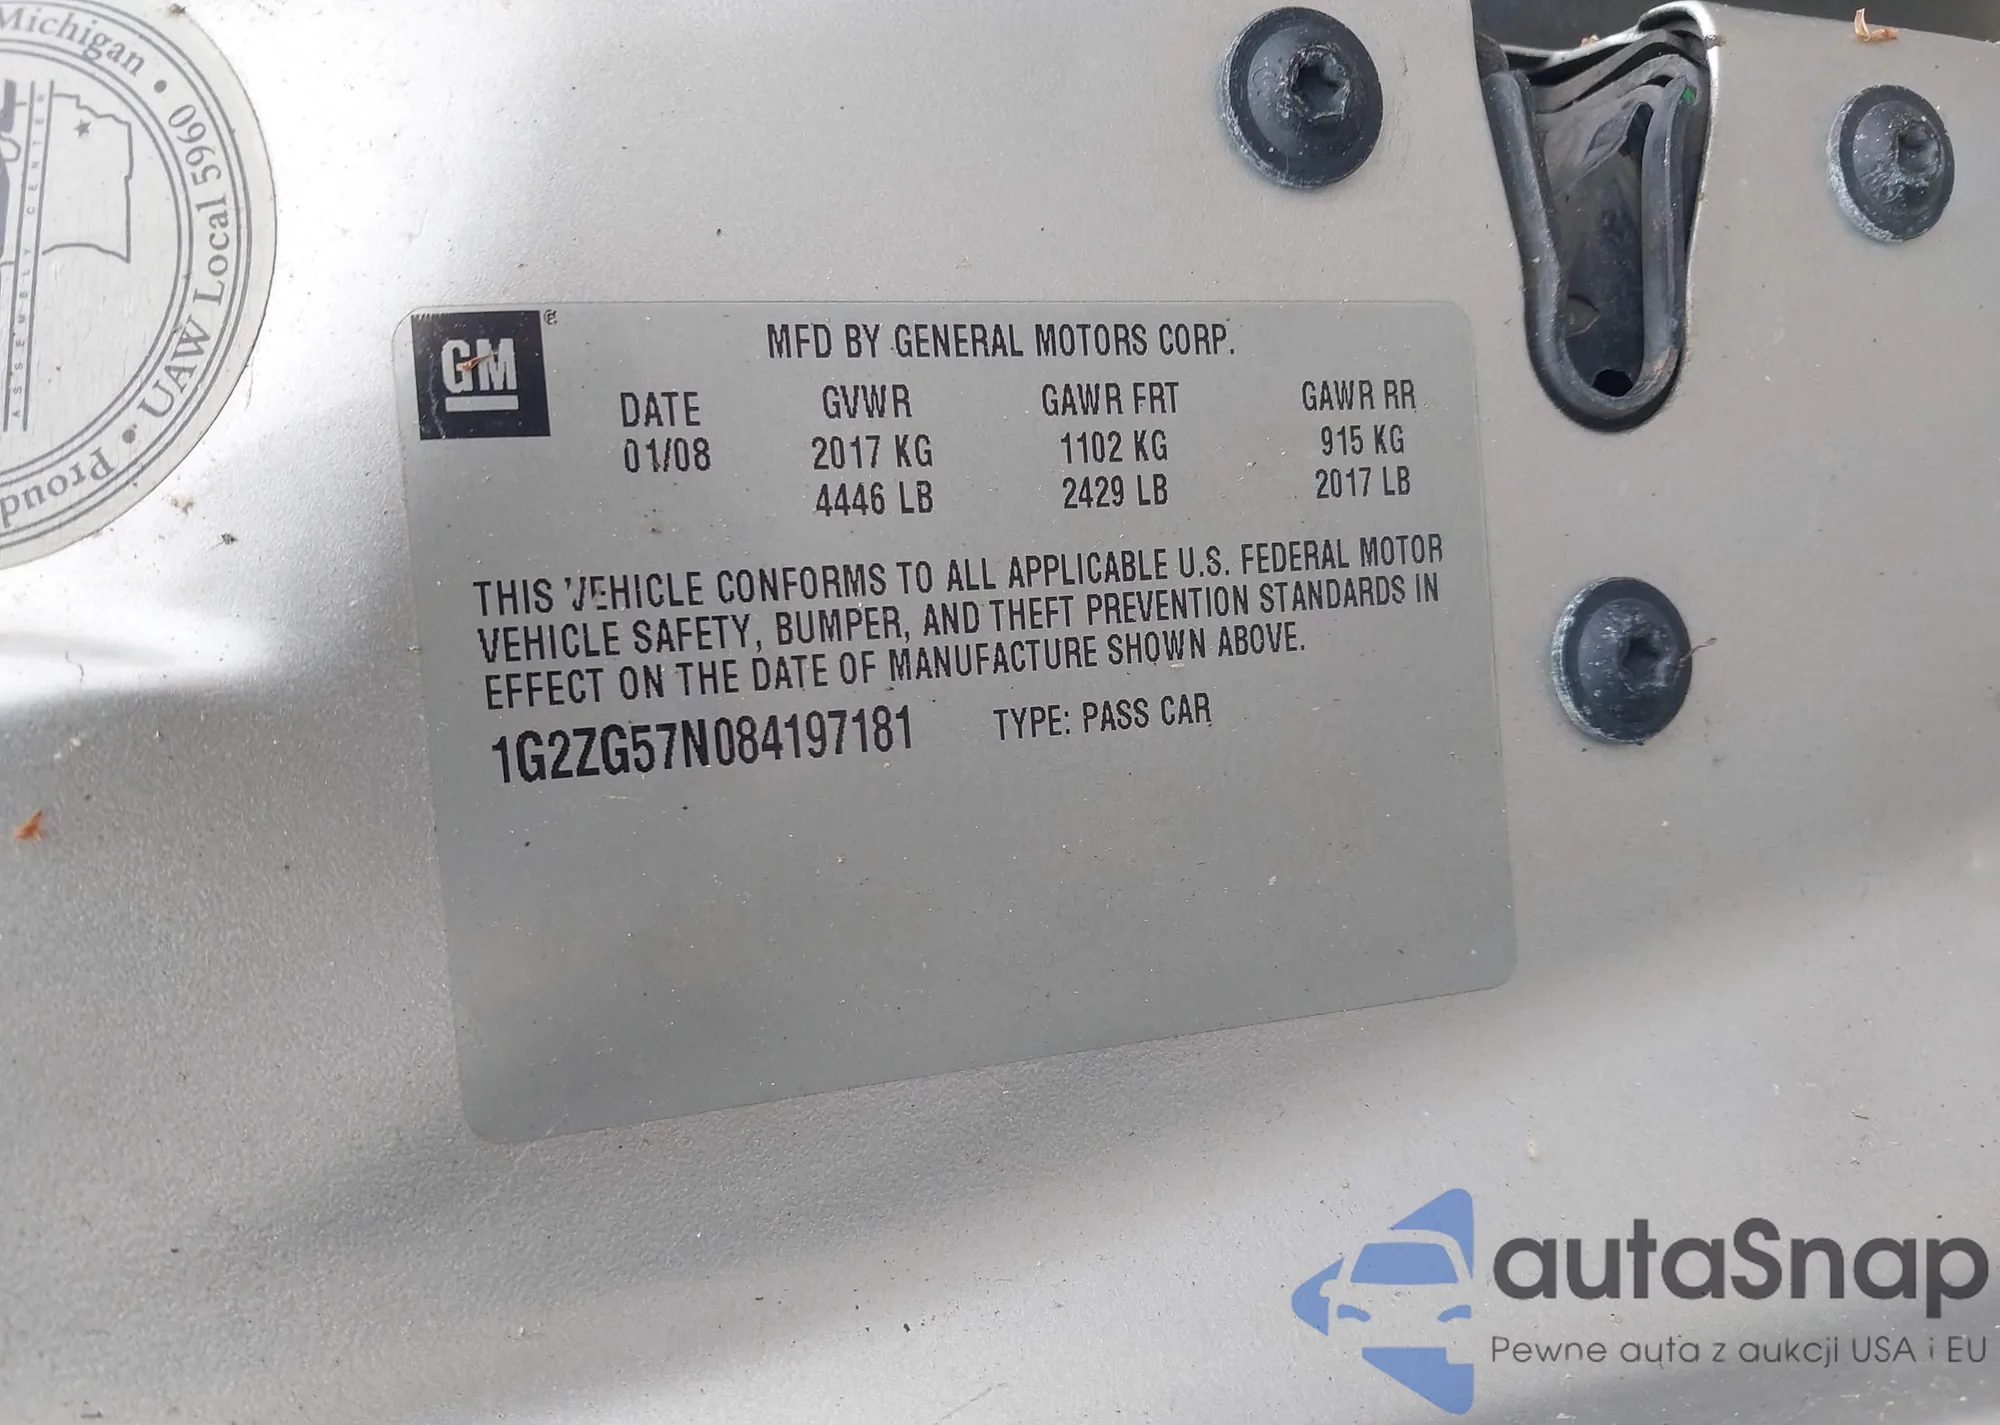 Michigan • UAW Local 5960 • Proud
ASSEMBLY CENTER
GM
MFD BY GENERAL MOTORS CORP.
DATE GVWR GAWR FRT GAWR RR
01/08 2017 KG 1102 KG 915 KG
4446 LB 2429 LB 2017 LB
THIS VEHICLE CONFORMS TO ALL APPLICABLE U.S. FEDERAL MOTOR
VEHICLE SAFETY, BUMPER, AND THEFT PREVENTION STANDARDS IN
EFFECT ON THE DATE OF MANUFACTURE SHOWN ABOVE.
1G2ZG57N084197181 TYPE: PASS CAR
autaSnap
Pewne auta z aukcji USA i EU